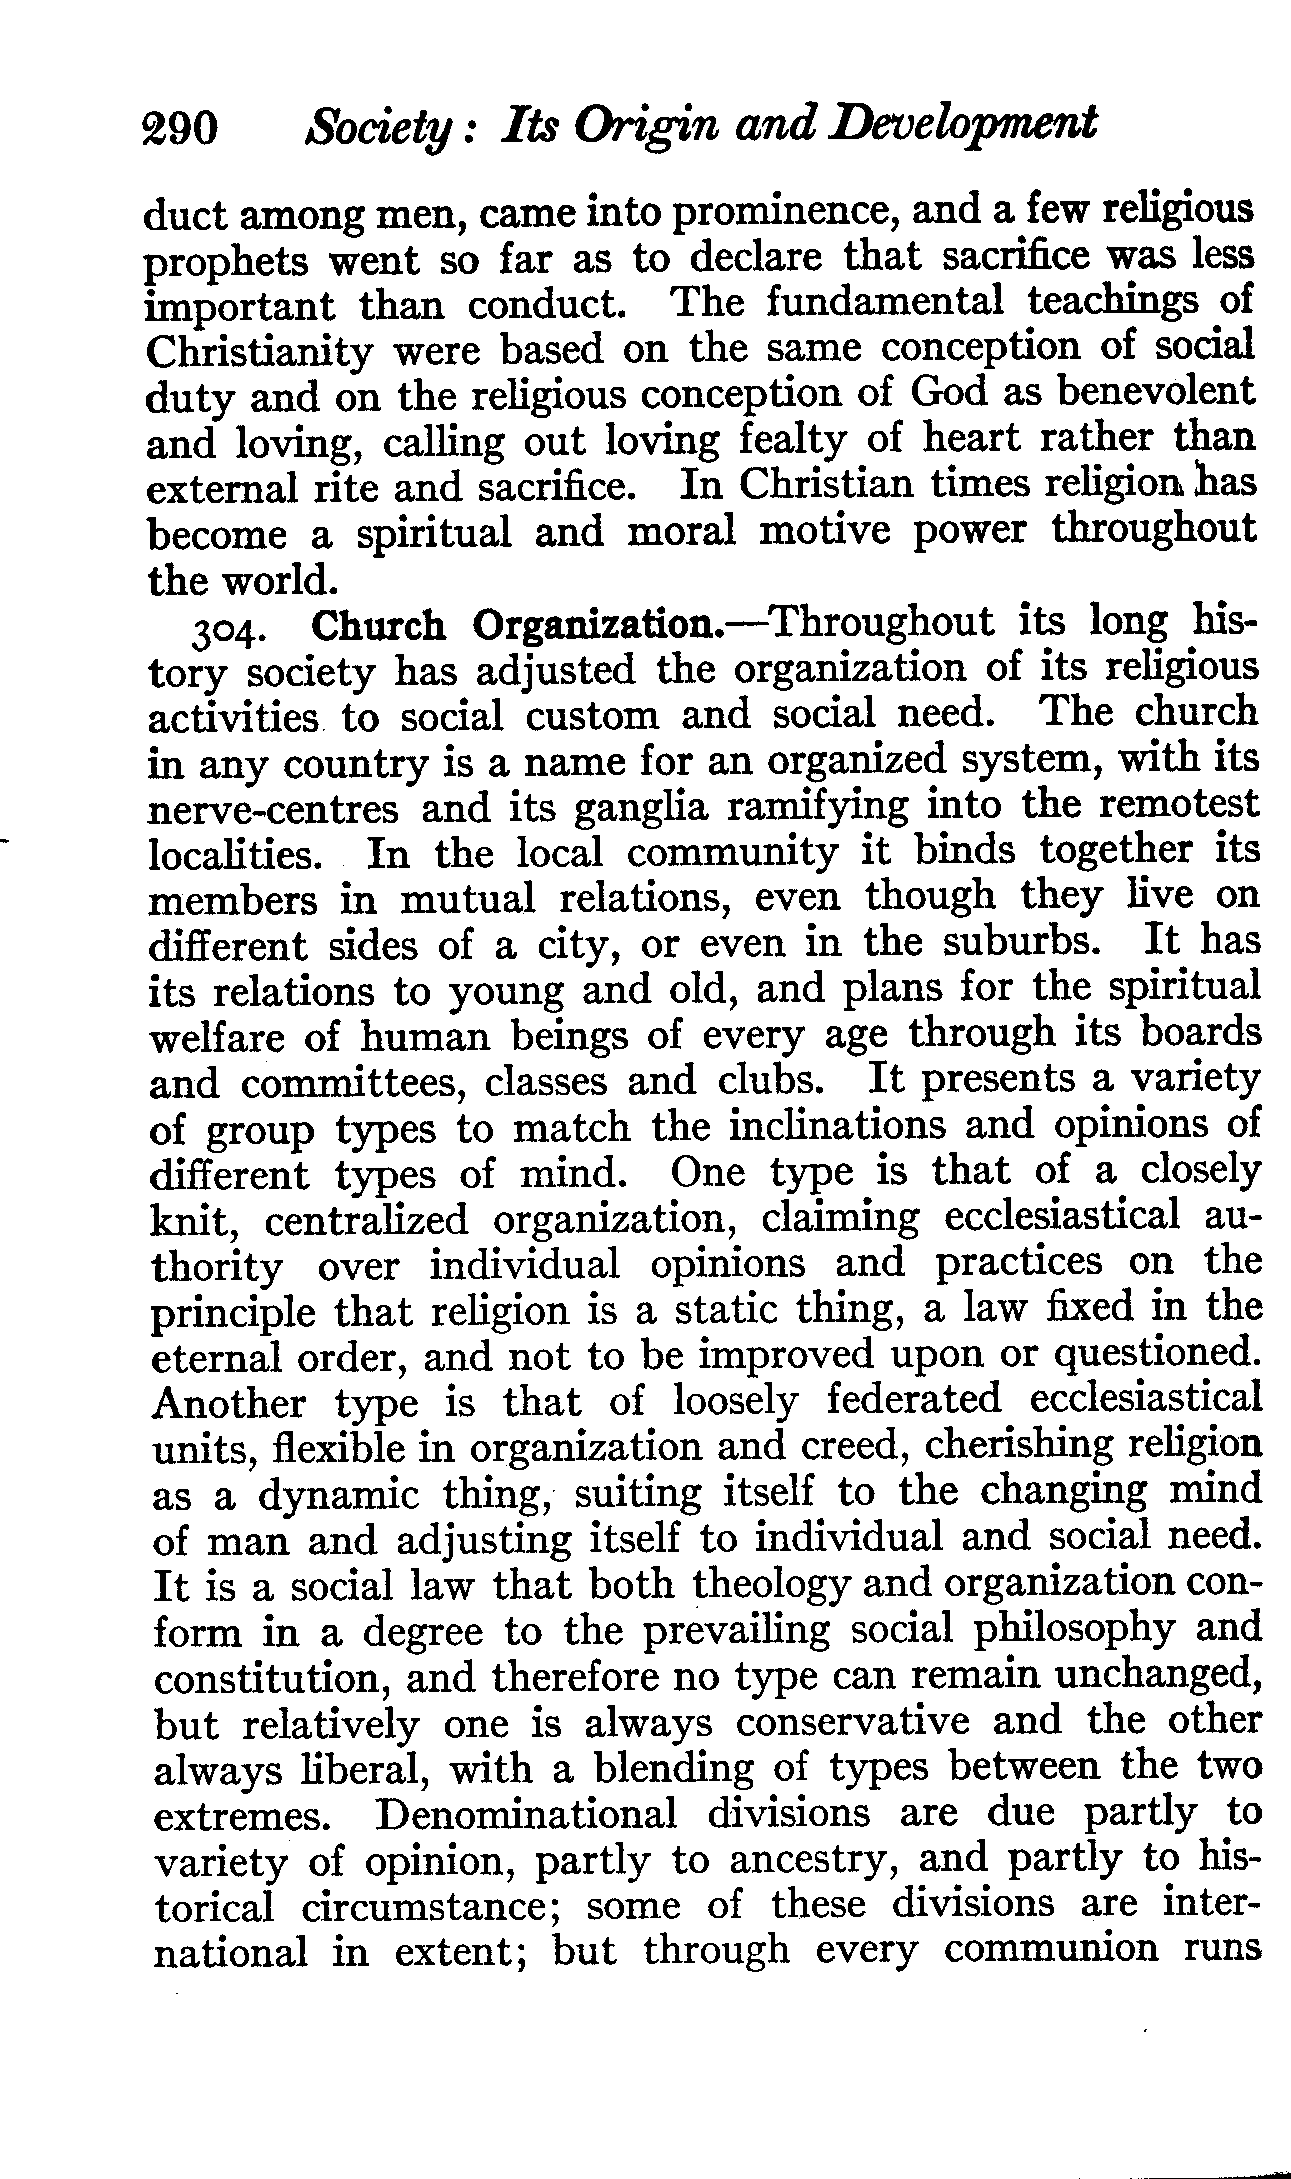 290 Society: Its Origin and Development
duct among men, came into prominence, and a few religious
prophets went so far as to declare that sacrifice was less
important than conduct. The fundamental teachings of
Christianity were based on the same conception of social
duty and on the religious conception of God as benevolent
and loving, calling out loving fealty of heart rather than
external rite and sacrifice. In Christian times religion has
become a spiritual and moral motive power throughout
the world.
304. Church Organization.—Throughout its long his-
tory society has adjusted the organization of its religious
activities to social custom and social need. The church
in any country is a name for an organized system, with its
nerve-centres and its ganglia ramifying into the remotest
localities. In the local community it binds together its
members in mutual relations, even though they live on
different sides of a city, or even in the suburbs. It has
its relations to young and old, and plans for the spiritual
welfare of human beings of every age through its boards
and committees, classes and clubs. It presents a variety
of group types to match the inclinations and opinions of
different types of mind. One type is that of a closely
knit, centralized organization, claiming ecclesiastical au-
thority over individual opinions and practices on the
principle that religion is a static thing, a law fixed in the
eternal order, and not to be improved upon or questioned.
Another type is that of loosely federated ecclesiastical
units, flexible in organization and creed, cherishing religion
as a dynamic thing, suiting itself to the changing mind
of man and adjusting itself to individual and social need.
It is a social law that both theology and organization con-
form in a degree to the prevailing social philosophy and
constitution, and therefore no type can remain unchanged,
but relatively one is always conservative and the other
always liberal, with a blending of types between the two
extremes. Denominational divisions are due partly to
variety of opinion, partly to ancestry, and partly to his-
torical circumstance; some of these divisions are inter-
national in extent; but through every communion runs